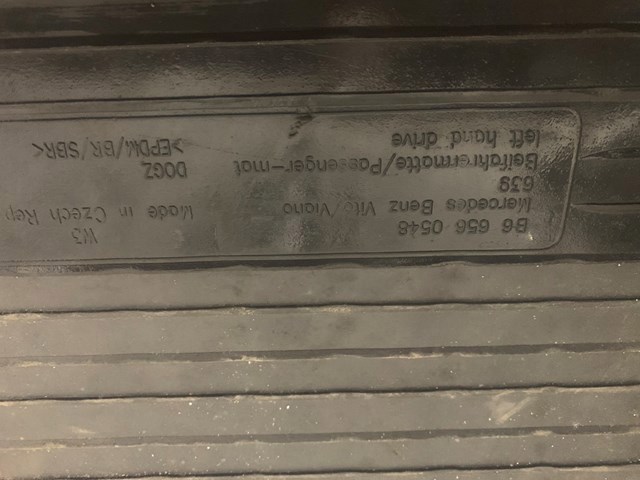 B6 656 0548
Mercedes Benz Vito/Viano
639
Beifahrermatte/Passenger-mat
left hand drive
W3
Made in Czech Rep
DOGZ
>EPDM/BR/SBR<